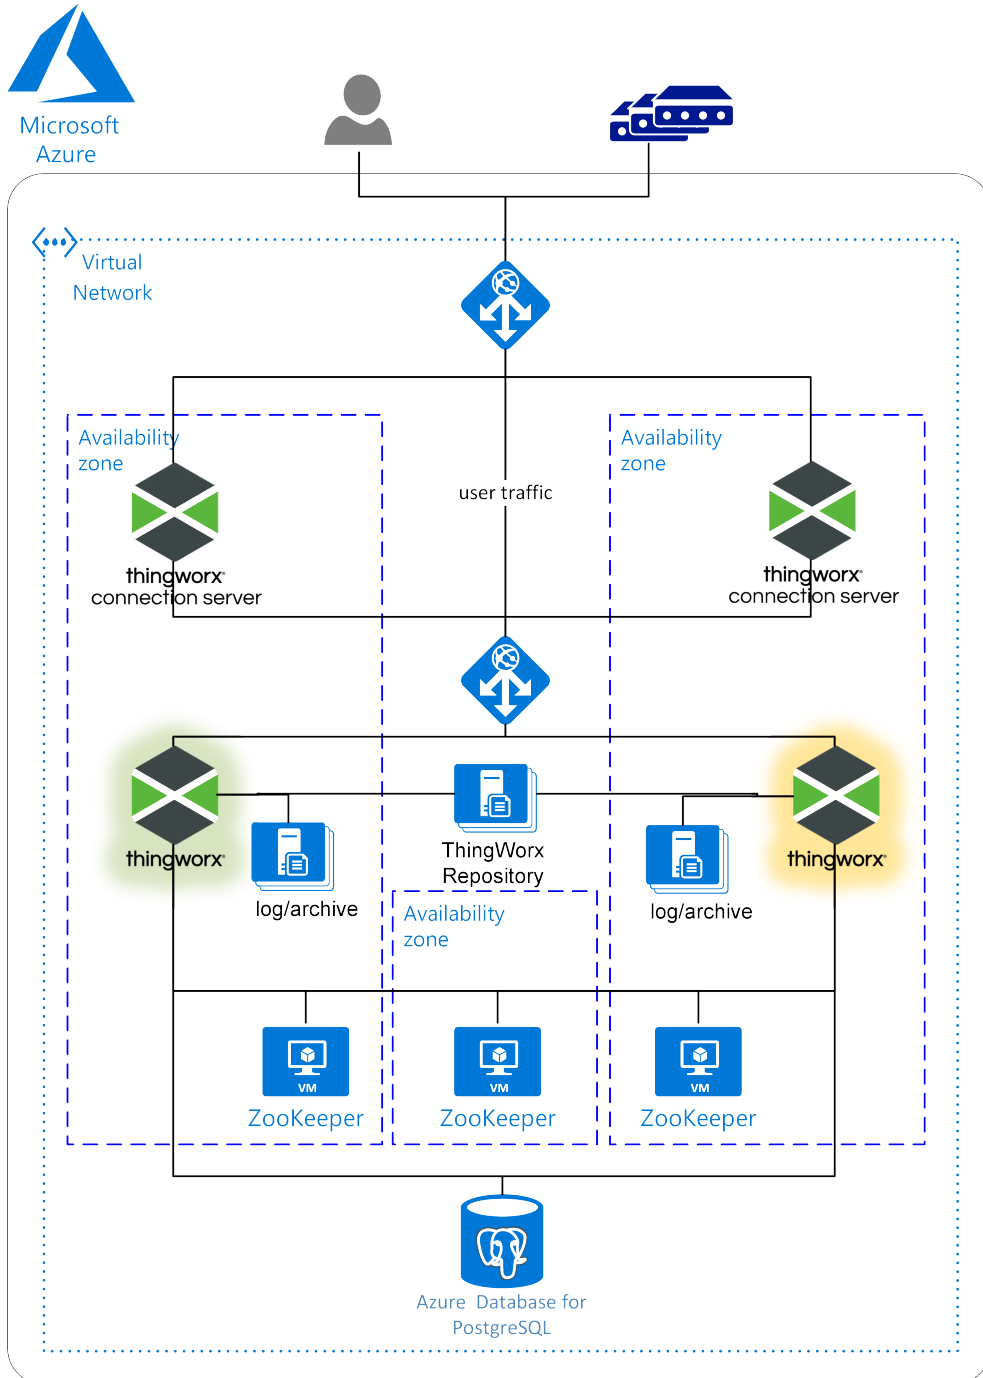 Microsoft
Azure
Virtual
Network
Availability
zone
Availability
zone
user traffic
thingworx®
connection server
thingworx®
connection server
thingworx®
log/archive
ThingWorx
Repository
log/archive
thingworx®
Availability
zone
VM
ZooKeeper
VM
ZooKeeper
VM
ZooKeeper
Azure Database for
PostgreSQL